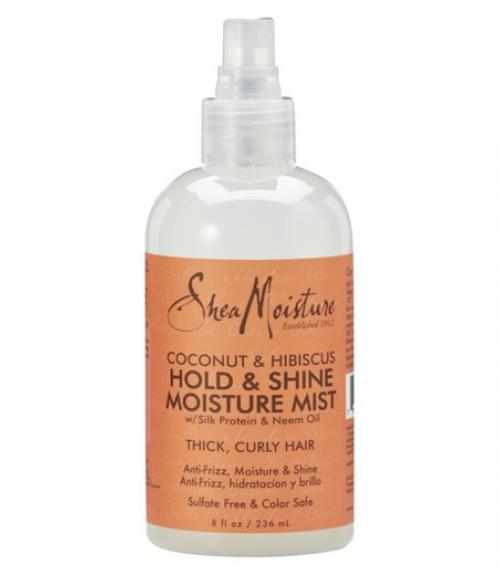 SheaMoisture
Established 1912
COCONUT & HIBISCUS
HOLD & SHINE
MOISTURE MIST
w/ Silk Protein & Neem Oil
THICK, CURLY HAIR
Anti-Frizz, Moisture & Shine
Anti-Frizz, hidratacíon y brillo
Sulfate Free & Color Safe
8 fl oz / 236 mL